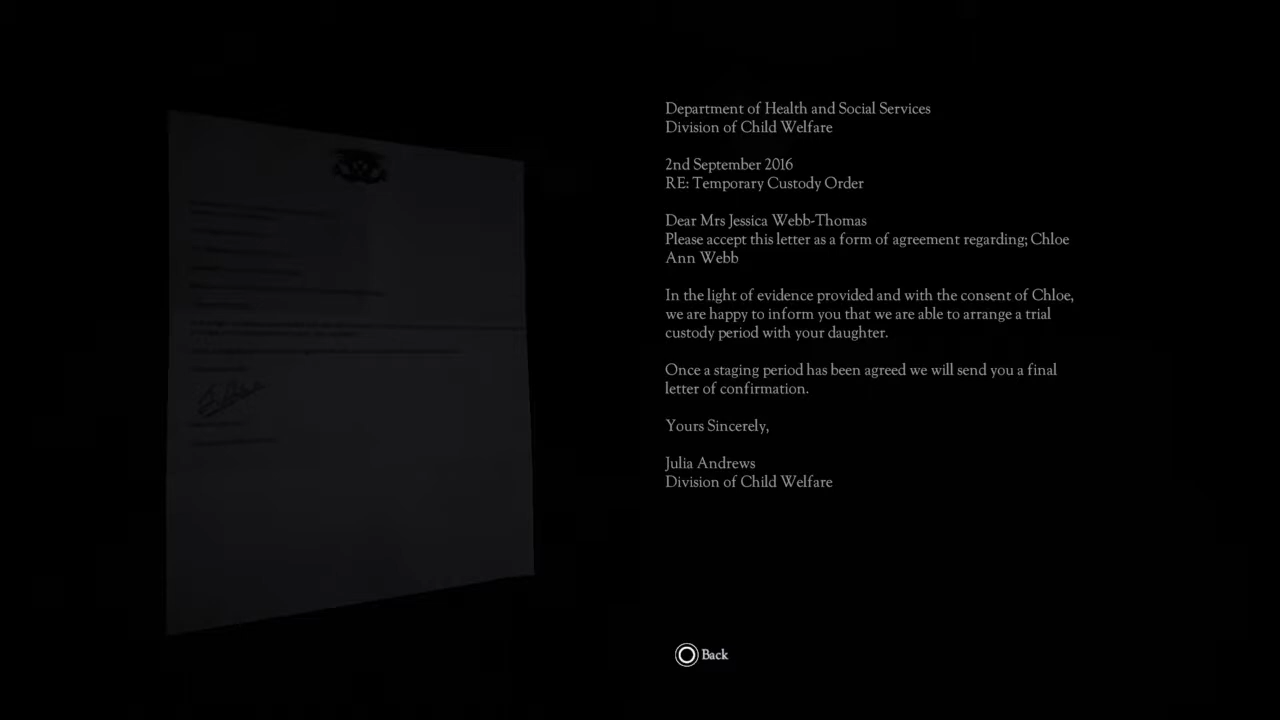 Department of Health and Social Services
Division of Child Welfare
2nd September 2016
RE: Temporary Custody Order
Dear Mrs Jessica Webb-Thomas
Please accept this letter as a form of agreement regarding; Chloe
Ann Webb
In the light of evidence provided and with the consent of Chloe,
we are happy to inform you that we are able to arrange a trial
custody period with your daughter.
Once a staging period has been agreed we will send you a final
letter of confirmation.
Yours Sincerely,
Julia Andrews
Division of Child Welfare
Back